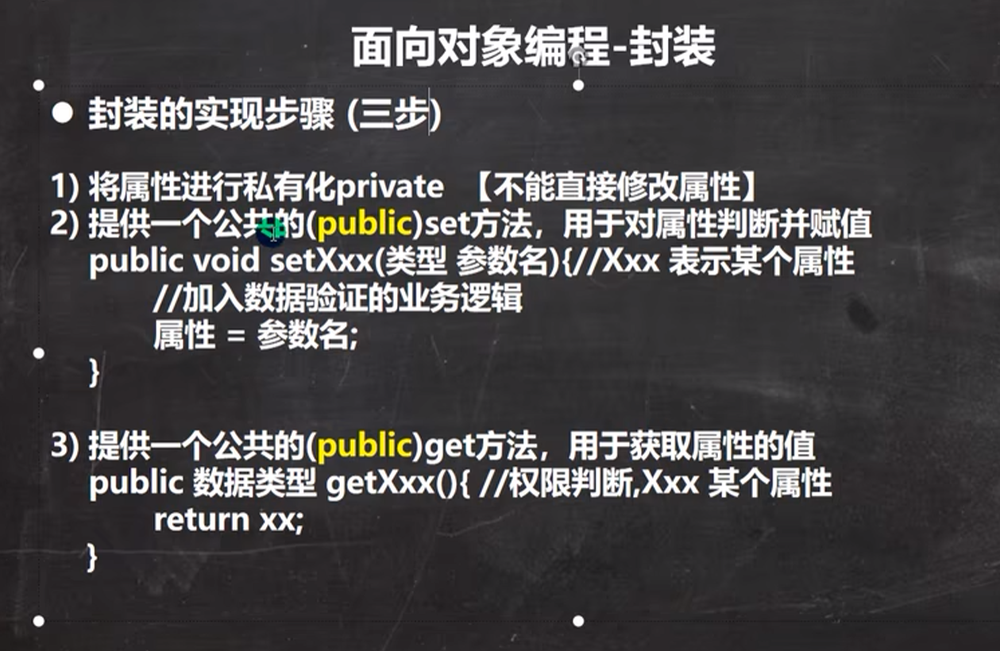 面向对象编程-封装
● 封装的实现步骤 (三步)
1) 将属性进行私有化private 【不能直接修改属性】
2) 提供一个公共的(public)set方法，用于对属性判断并赋值
public void setXxx(类型 参数名){//Xxx 表示某个属性
//加入数据验证的业务逻辑
属性 = 参数名;
}
3) 提供一个公共的(public)get方法，用于获取属性的值
public 数据类型 getXxx(){ //权限判断,Xxx 某个属性
return xx;
}